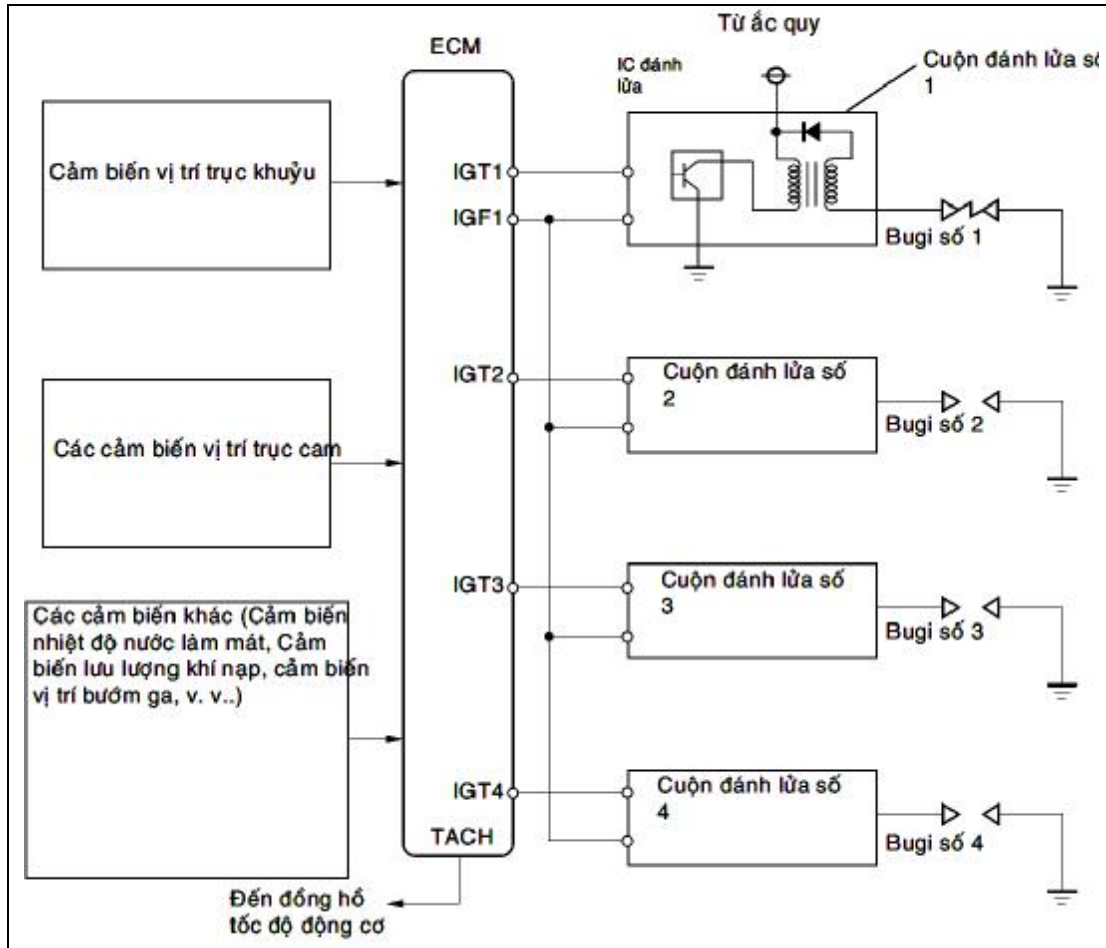 Từ ắc quy
ECM
IC đánh
lửa
Cuộn đánh lửa số
1
Cảm biến vị trí trục khuỷu
IGT1
IGF1
Bugi số 1
IGT2
Cuộn đánh lửa số
2
Bugi số 2
Các cảm biến vị trí trục cam
IGT3
Cuộn đánh lửa số
3
Bugi số 3
Các cảm biến khác (Cảm biến
nhiệt độ nước làm mát, Cảm
biến lưu lượng khí nạp, cảm biến
vị trí bướm ga, v. v..)
IGT4
Cuộn đánh lửa số
4
Bugi số 4
TACH
Đến đồng hồ
tốc độ động cơ